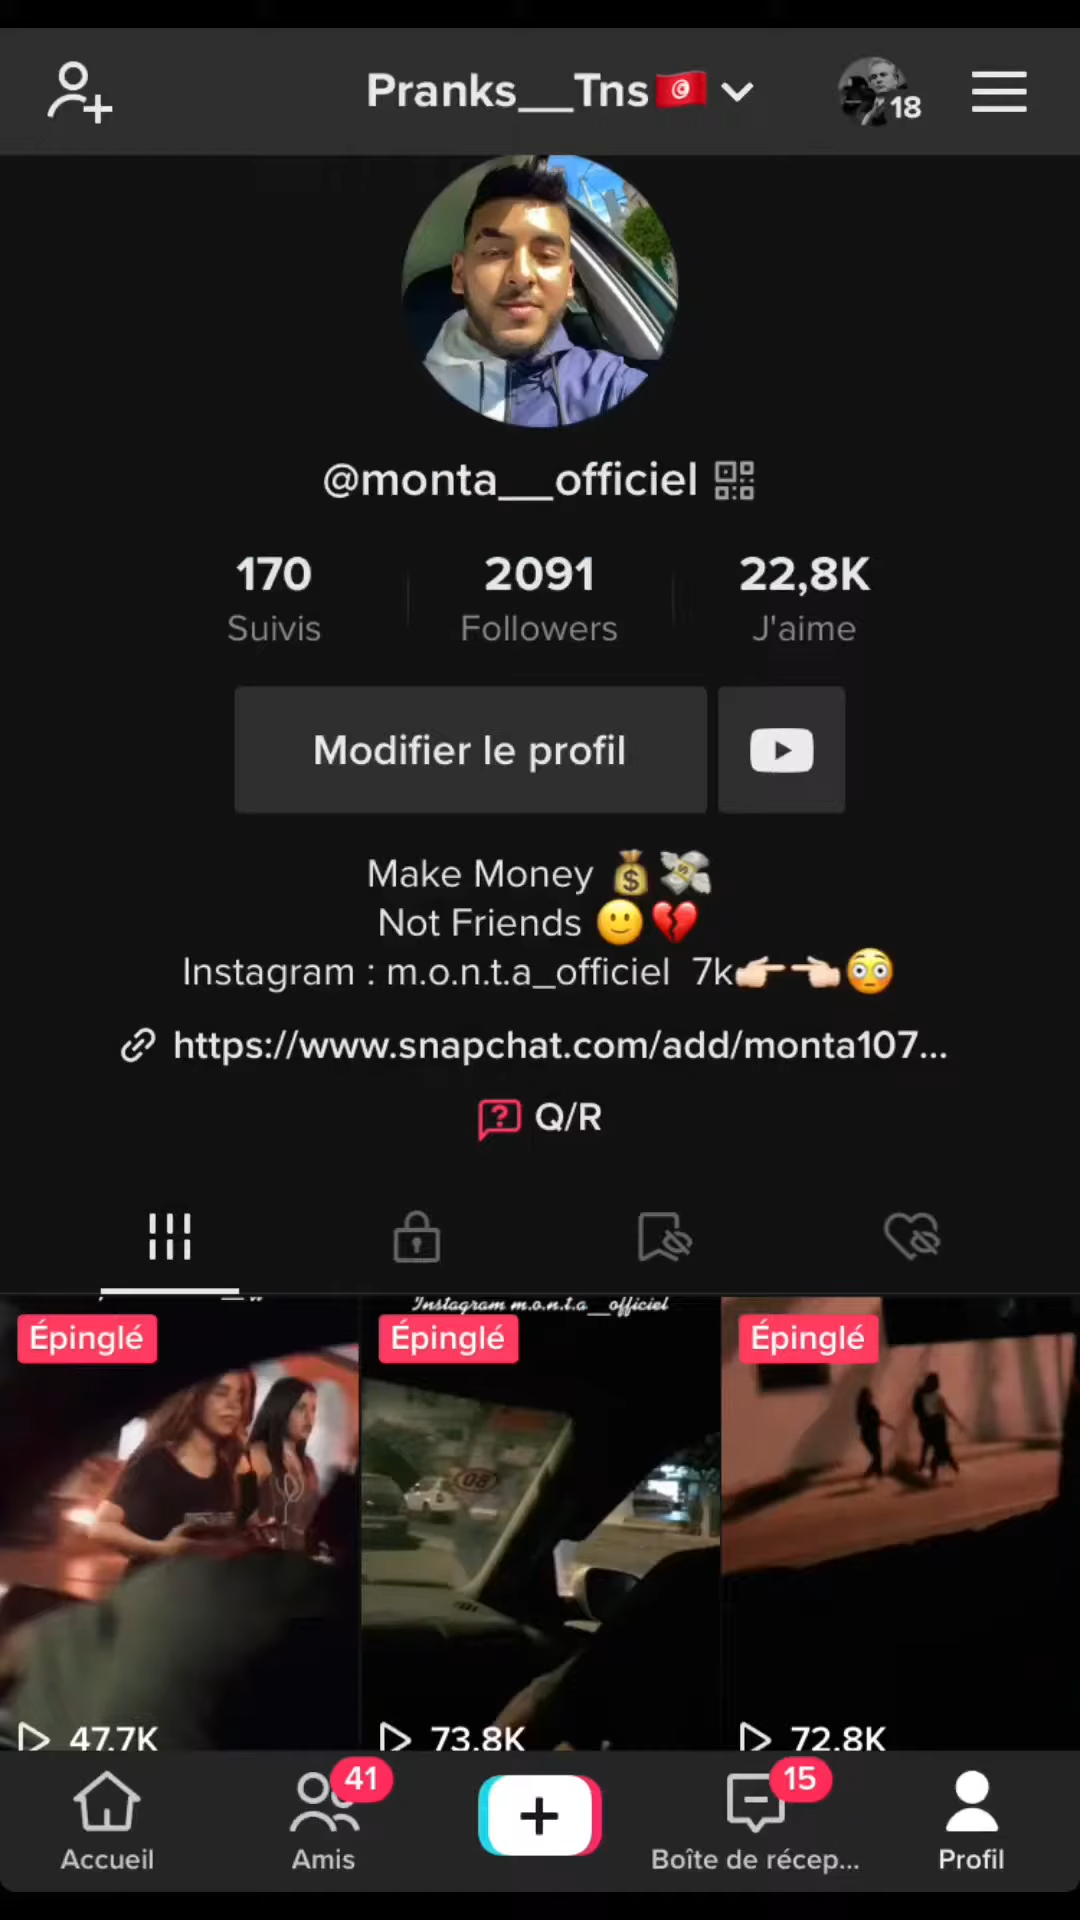 Pranks__Tns🇹🇳
18
@monta__officiel
170
Suivis
2091
Followers
22,8K
J'aime
Modifier le profil
Make Money 💰💸
Not Friends 🙂💔
Instagram : m.o.n.t.a_officiel 7k👉🏻👈🏻😳
https://www.snapchat.com/add/monta107...
Q/R
Instagram m.o.n.t.a__officiel
Épinglé
Épinglé
Épinglé
47.7K
73.8K
72.8K
41
15
Accueil
Amis
Boîte de récep...
Profil